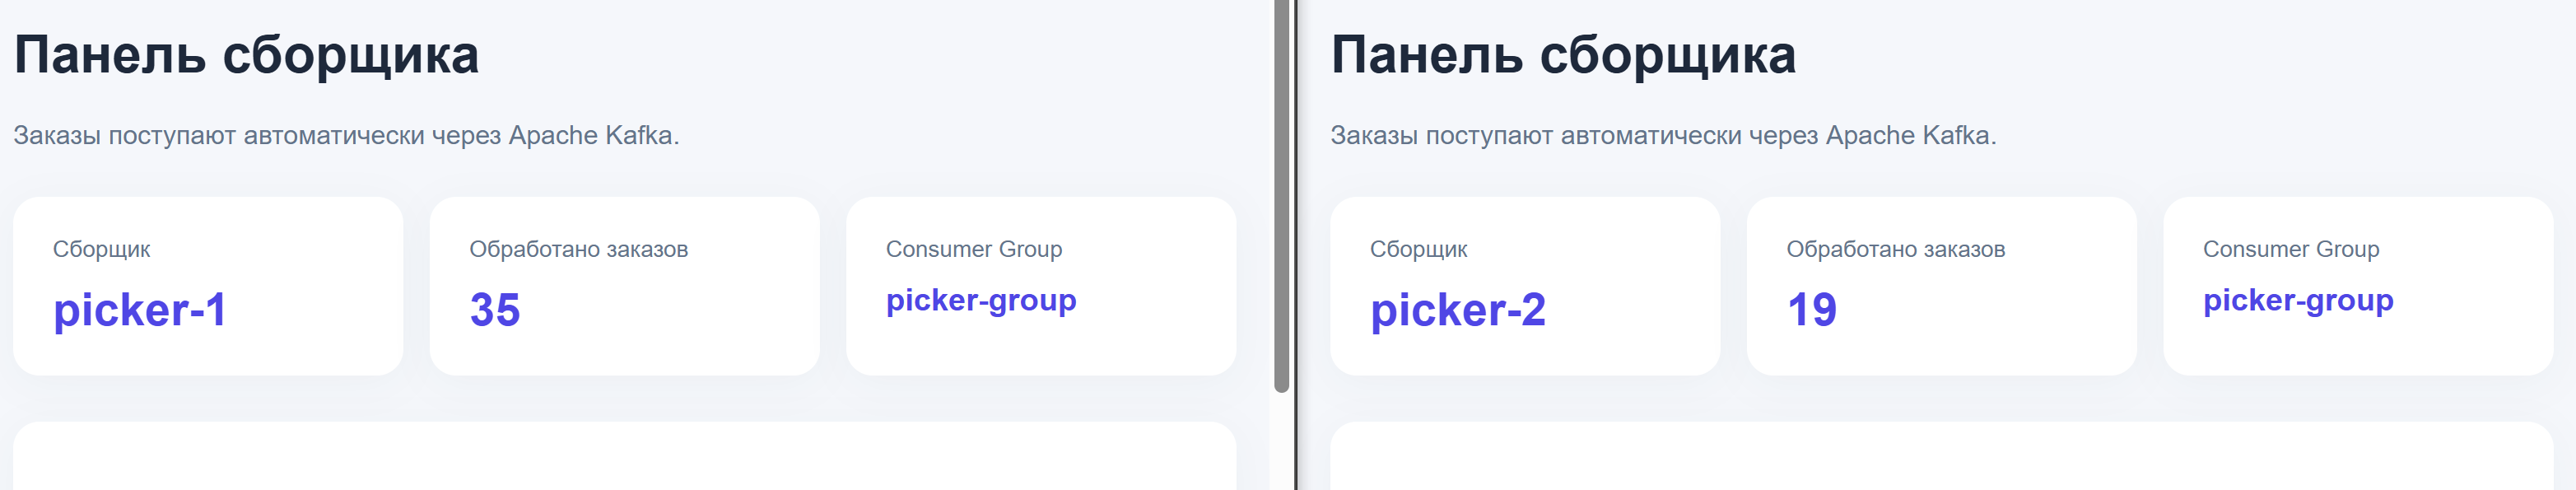 Панель сборщика
Заказы поступают автоматически через Apache Kafka.
Сборщик
picker-1
Обработано заказов
35
Consumer Group
picker-group
Панель сборщика
Заказы поступают автоматически через Apache Kafka.
Сборщик
picker-2
Обработано заказов
19
Consumer Group
picker-group